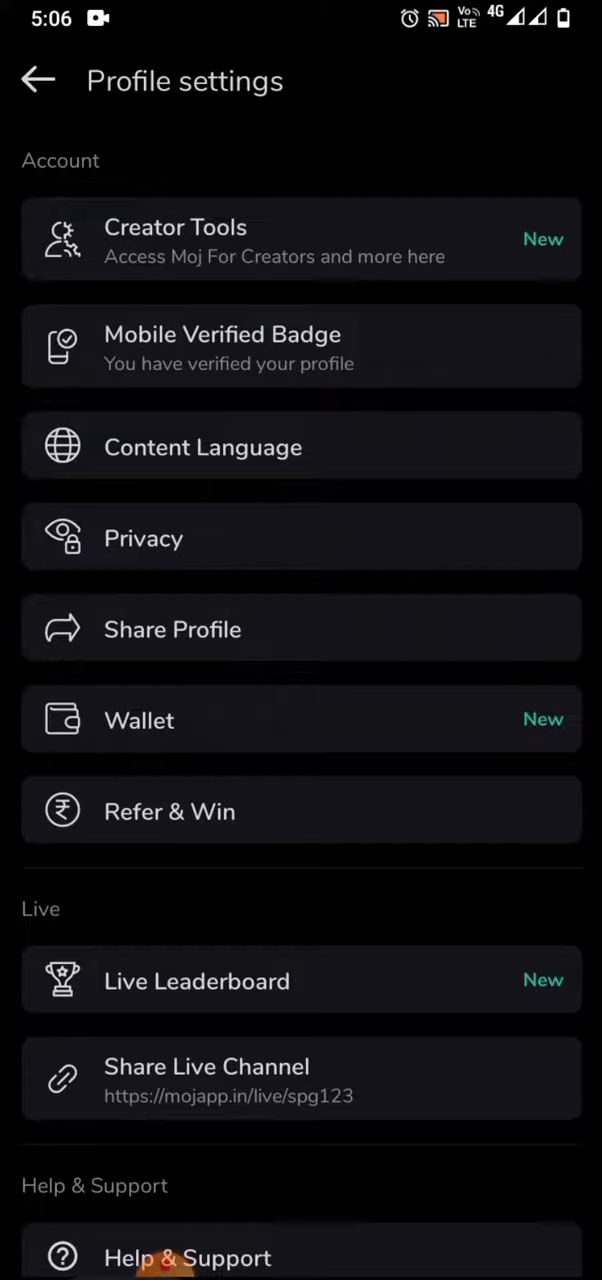 5:06
Vo)) LTE
4G
Profile settings
Account
Creator Tools
Access Moj For Creators and more here
New
Mobile Verified Badge
You have verified your profile
Content Language
Privacy
Share Profile
Wallet
New
Refer & Win
Live
Live Leaderboard
New
Share Live Channel
https://mojapp.in/live/spg123
Help & Support
Help & Support